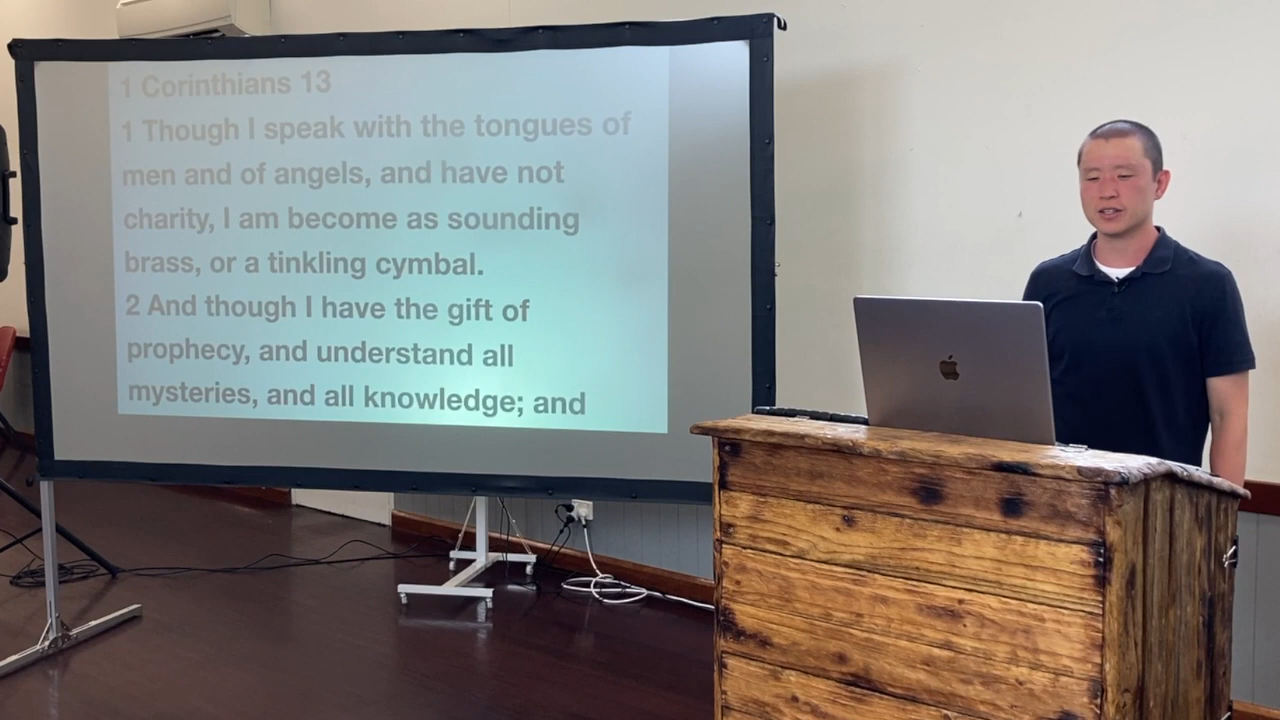 1 Corinthians 13
1 Though I speak with the tongues of
men and of angels, and have not
charity, I am become as sounding
brass, or a tinkling cymbal.
2 And though I have the gift of
prophecy, and understand all
mysteries, and all knowledge; and